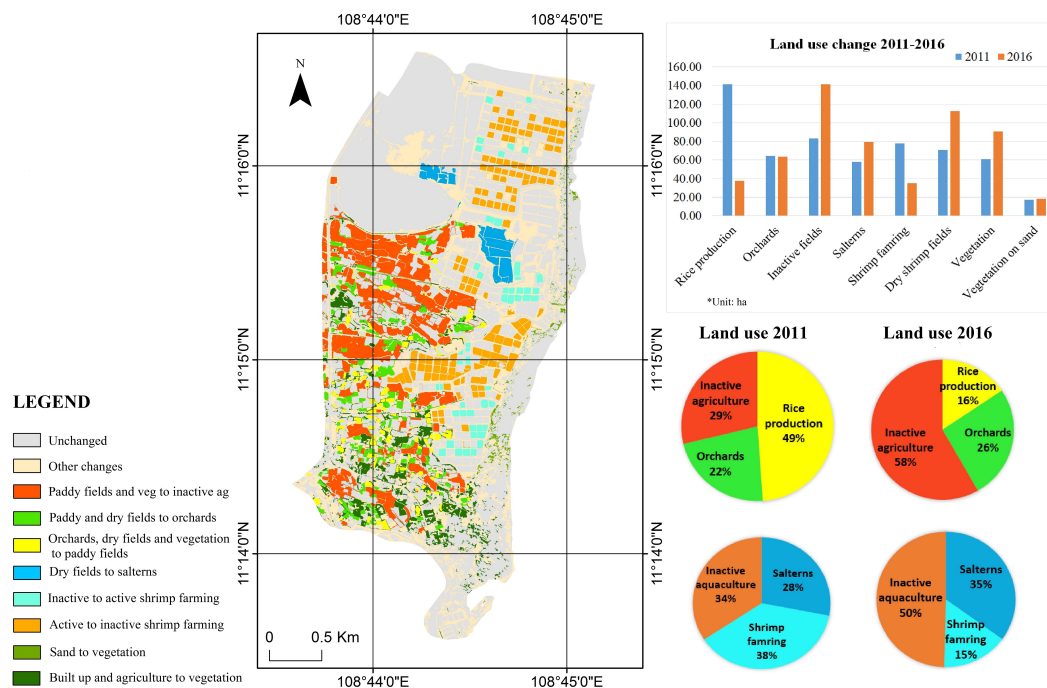 108°44'0"E
108°45'0"E
N
11°16'0"N
11°15'0"N
11°14'0"N
11°16'0"N
11°15'0"N
11°14'0"N
0
0.5 Km
108°44'0"E
108°45'0"E
LEGEND
Unchanged
Other changes
Paddy fields and veg to inactive ag
Paddy and dry fields to orchards
Orchards, dry fields and vegetation
to paddy fields
Dry fields to salterns
Inactive to active shrimp farming
Active to inactive shrimp farming
Sand to vegetation
Built up and agriculture to vegetation
Land use change 2011-2016
2011
2016
160.00
140.00
120.00
100.00
80.00
60.00
40.00
20.00
0.00
Rice production
Orchards
Inactive fields
Salterns
Shrimp famring
Dry shrimp fields
Vegetation
Vegtetation on sand
*Unit: ha
Land use 2011
Inactive
agriculture
29%
Rice
production
49%
Orchards
22%
Land use 2016
Rice
production
16%
Inactive
agriculture
58%
Orchards
26%
Inactive
aquaculture
34%
Salterns
28%
Shrimp
famring
38%
Inactive
aquaculture
50%
Salterns
35%
Shrimp
famring
15%